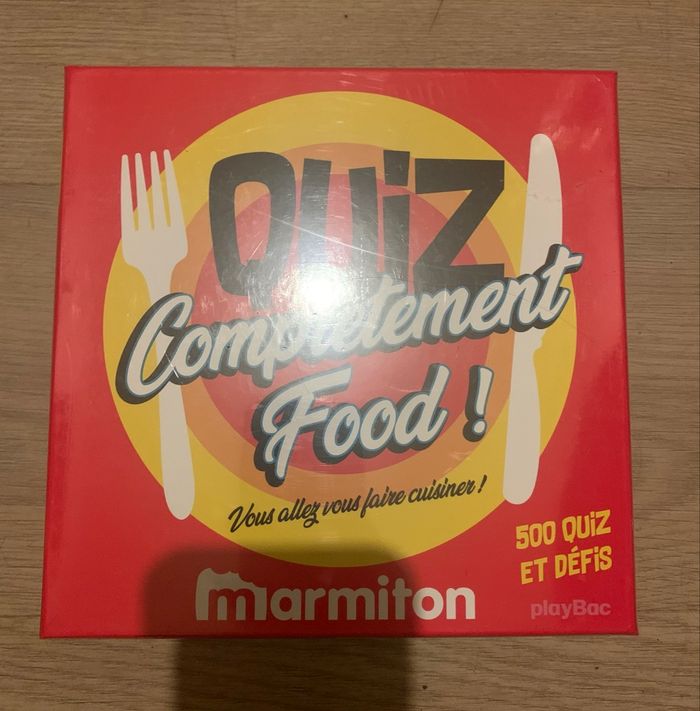 QUiZ
Complètement
Food !
Vous allez vous faire cuisiner !
500 QUiZ
ET DÉFiS
marmiton
playBac